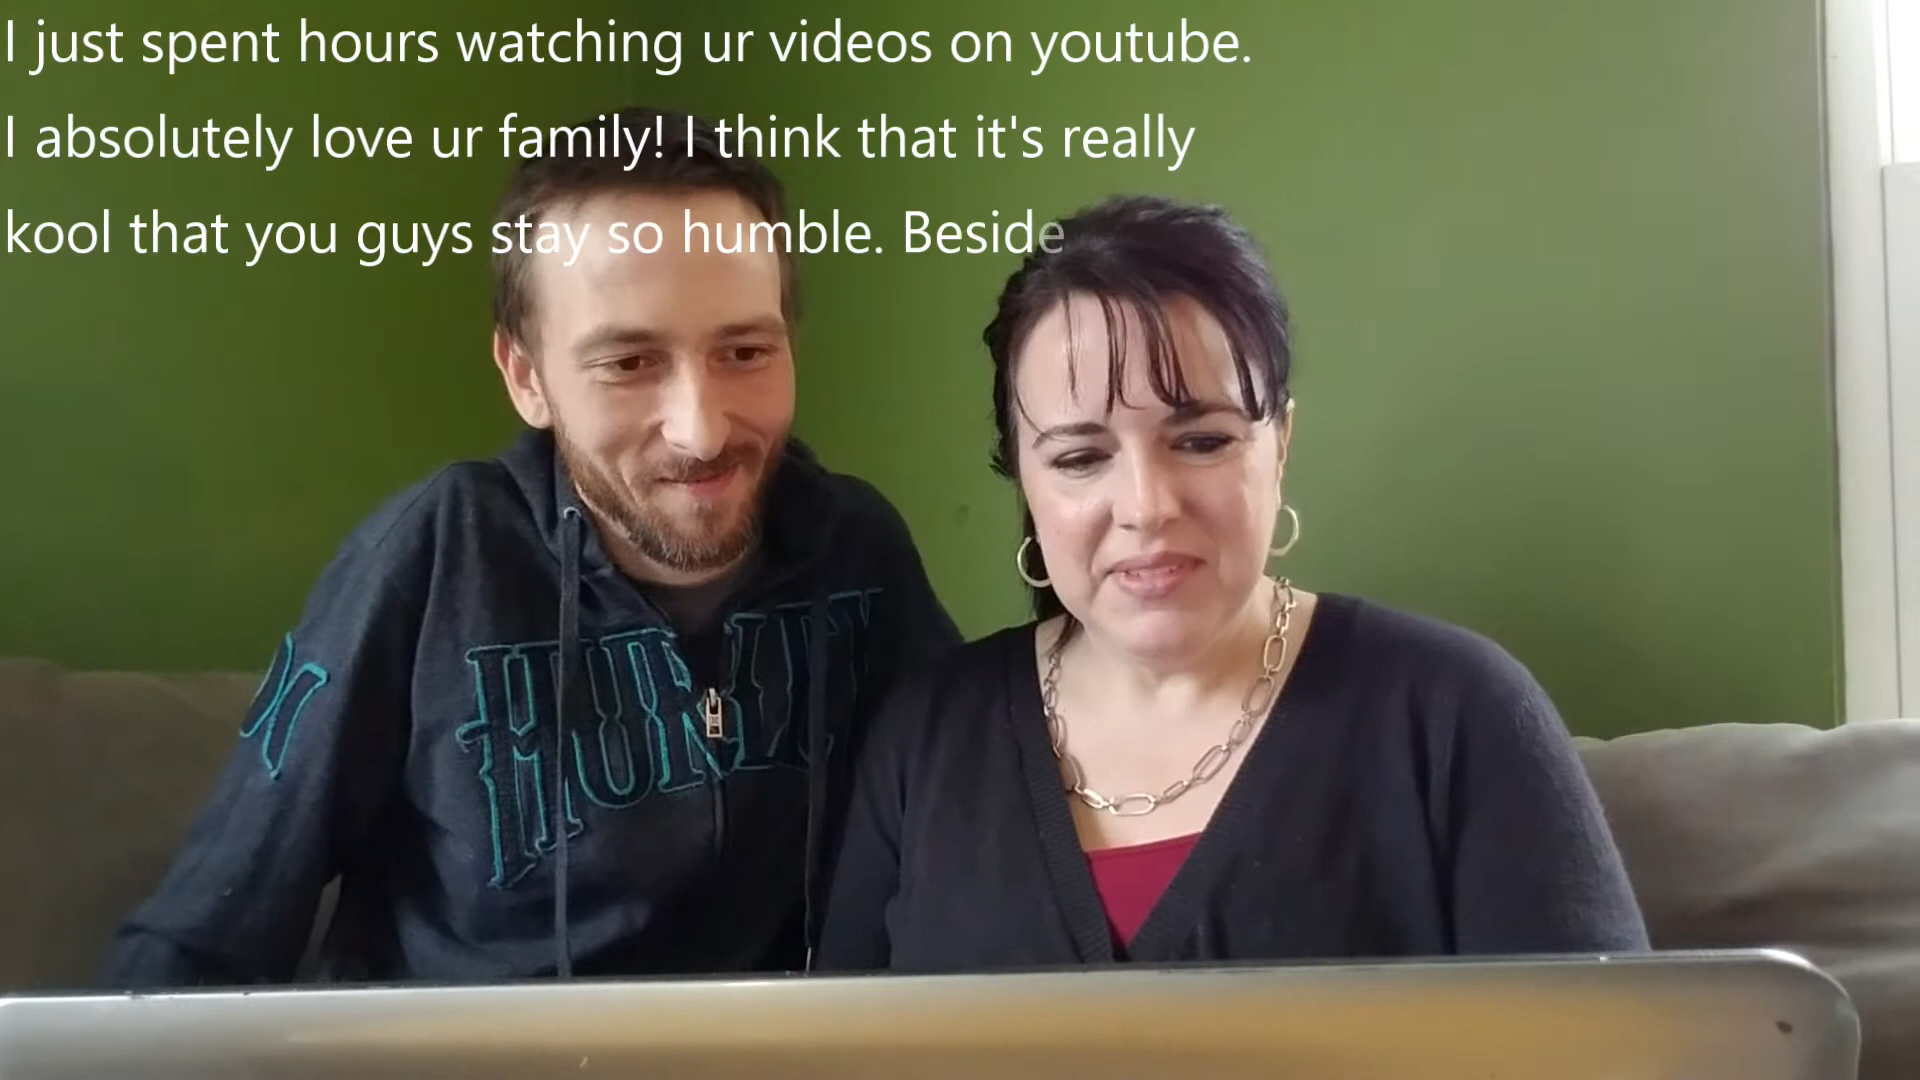 I just spent hours watching ur videos on youtube.
I absolutely love ur family! I think that it's really
kool that you guys stay so humble. Beside
HURLEY